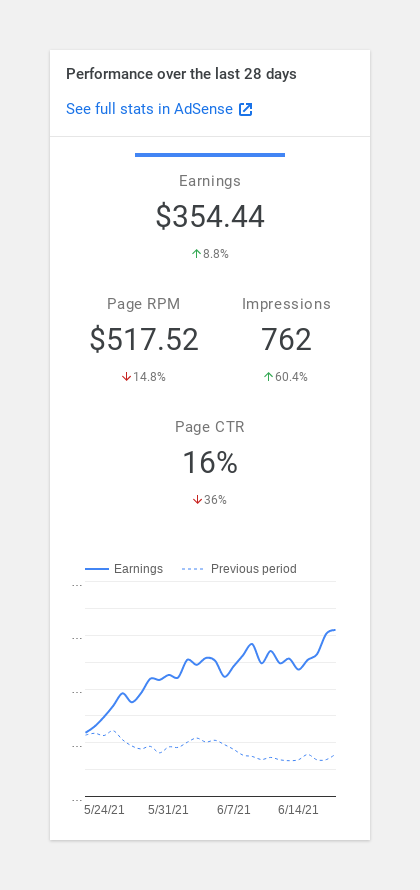 Performance over the last 28 days
See full stats in AdSense
Earnings
$354.44
↑8.8%
Page RPM
$517.52
↓14.8%
Impressions
762
↑60.4%
Page CTR
16%
↓36%
Earnings
Previous period
...
...
...
...
...
5/24/21 5/31/21 6/7/21 6/14/21